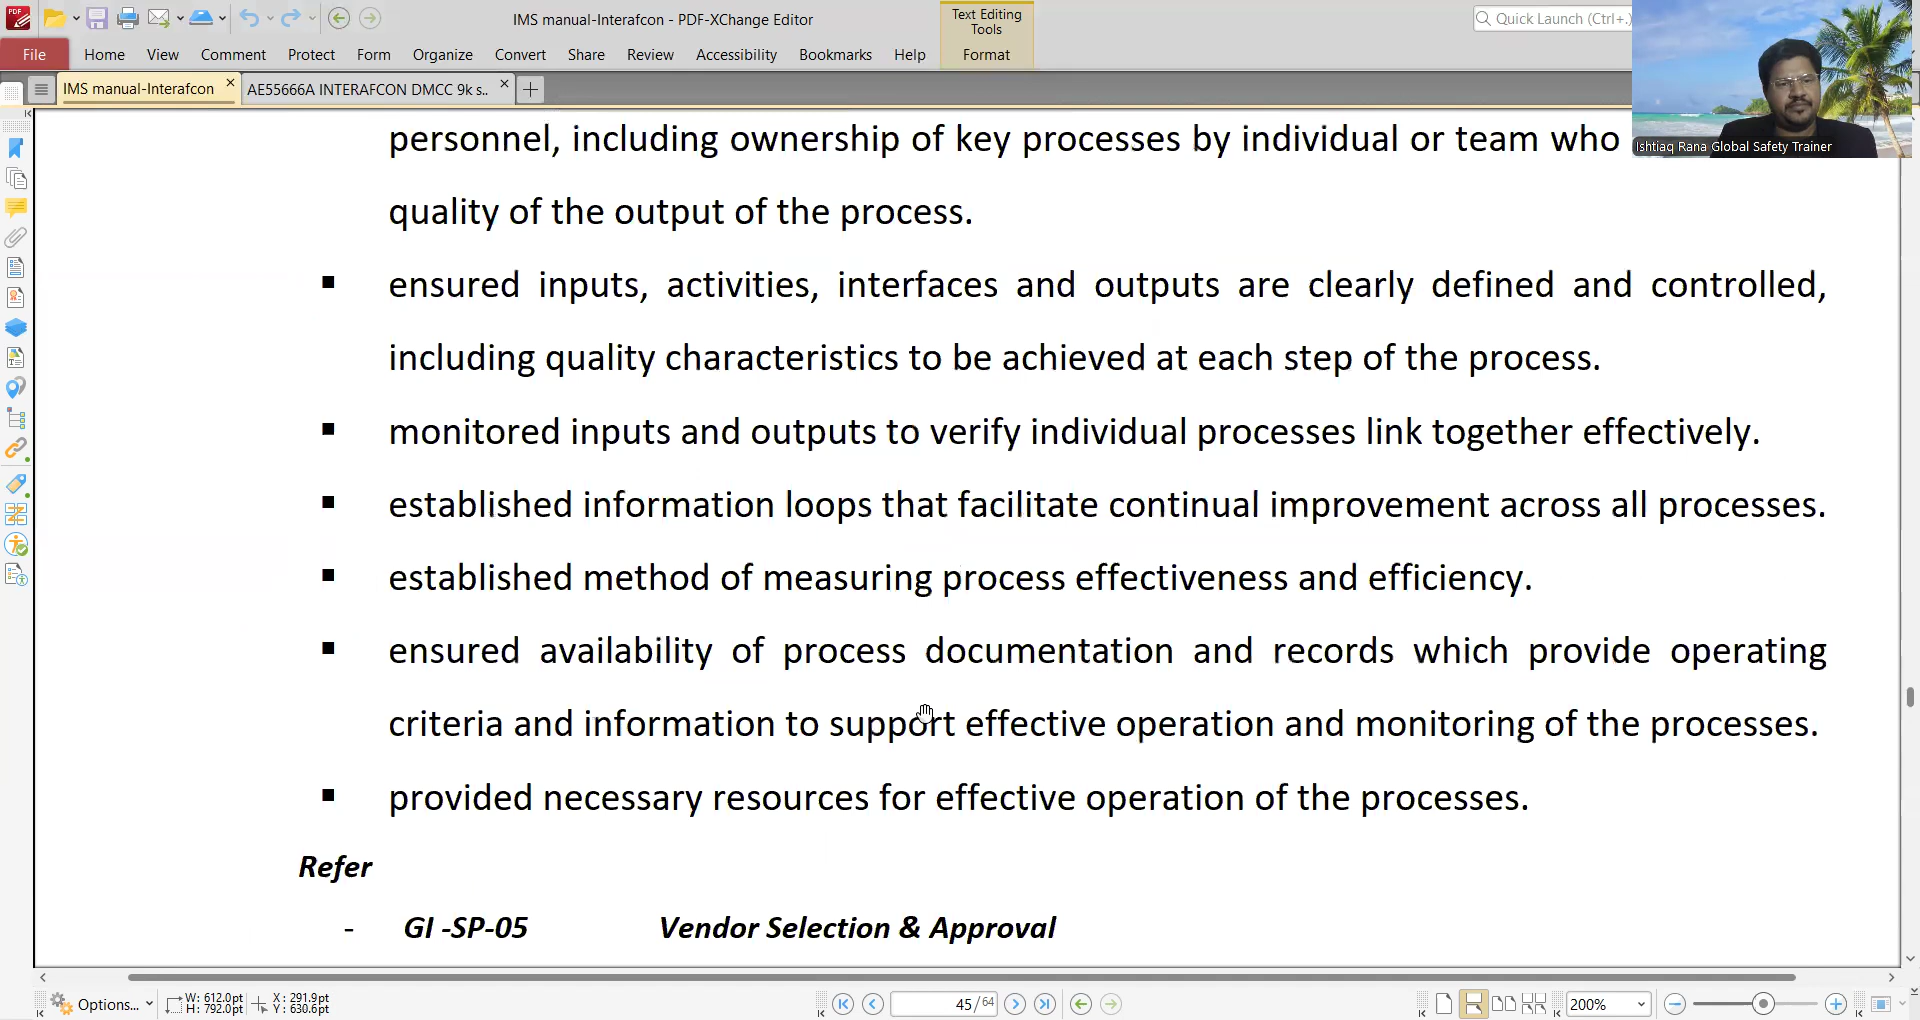 IMS manual-Interafcon - PDF-XChange Editor
Text Editing
Tools
Quick Launch (Ctrl+.)
File Home View Comment Protect Form Organize Convert Share Review Accessibility Bookmarks Help Format
IMS manual-Interafcon AE55666A INTERAFCON DMCC 9k s..
Ishtiaq Rana Global Safety Trainer
personnel, including ownership of key processes by individual or team who
quality of the output of the process.
▪ ensured inputs, activities, interfaces and outputs are clearly defined and controlled,
including quality characteristics to be achieved at each step of the process.
▪ monitored inputs and outputs to verify individual processes link together effectively.
▪ established information loops that facilitate continual improvement across all processes.
▪ established method of measuring process effectiveness and efficiency.
▪ ensured availability of process documentation and records which provide operating
criteria and information to support effective operation and monitoring of the processes.
▪ provided necessary resources for effective operation of the processes.
Refer
- GI -SP-05 Vendor Selection & Approval
Options... W: 612.0pt X: 291.9pt 45 / 64 200%
H: 792.0pt Y: 630.6pt